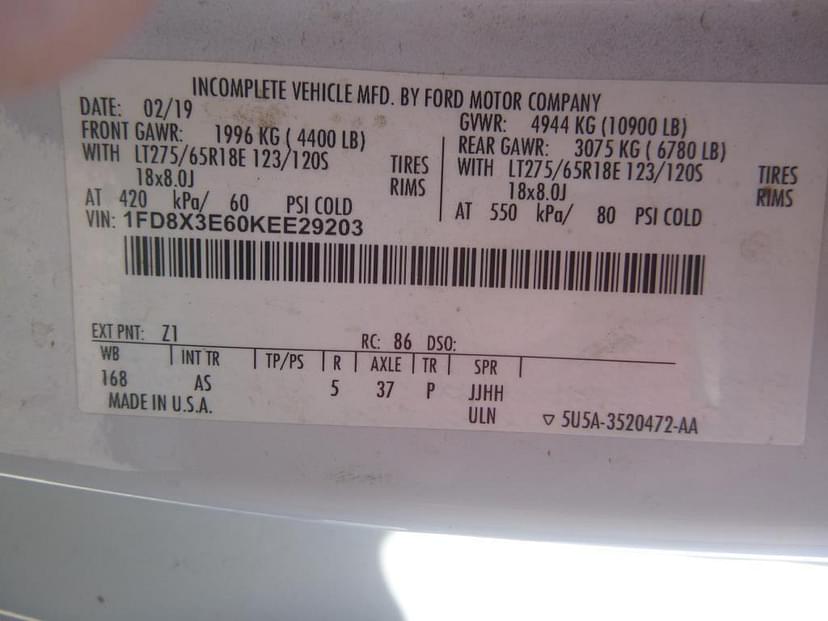 INCOMPLETE VEHICLE MFD. BY FORD MOTOR COMPANY
DATE: 02/19 GVWR: 4944 KG (10900 LB)
FRONT GAWR: 1996 KG ( 4400 LB) REAR GAWR: 3075 KG ( 6780 LB)
WITH LT275/65R18E 123/120S TIRES WITH LT275/65R18E 123/120S TIRES
18x8.0J RIMS 18x8.0J RIMS
AT 420 kPa/ 60 PSI COLD AT 550 kPa/ 80 PSI COLD
VIN: 1FD8X3E60KEE29203
EXT PNT: Z1 RC: 86 DSO:
WB INT TR TP/PS R AXLE TR SPR
168 AS 5 37 P JJHH
MADE IN U.S.A. ULN ▽ 5U5A-3520472-AA